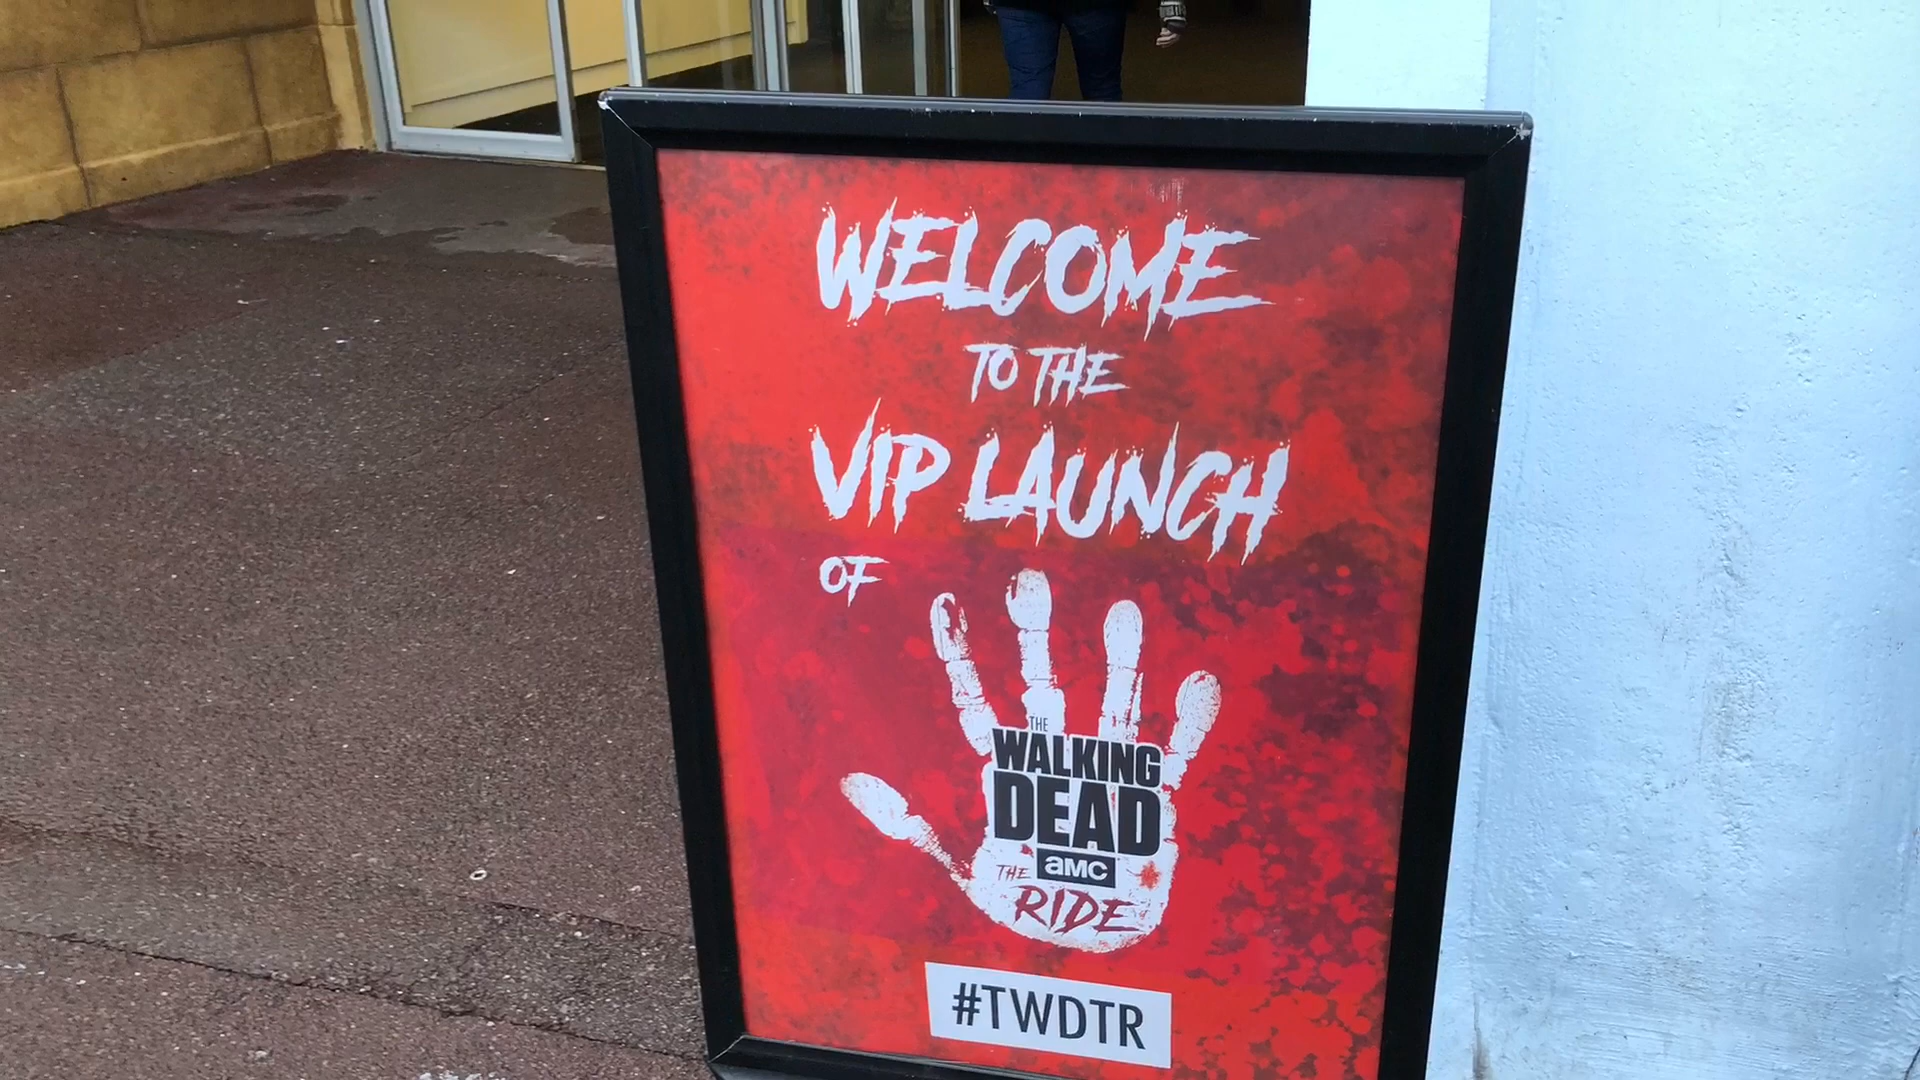 WELCOME
TO THE
VIP LAUNCH
OF
THE
WALKING
DEAD
aMC
THE
RIDE
#TWDTR